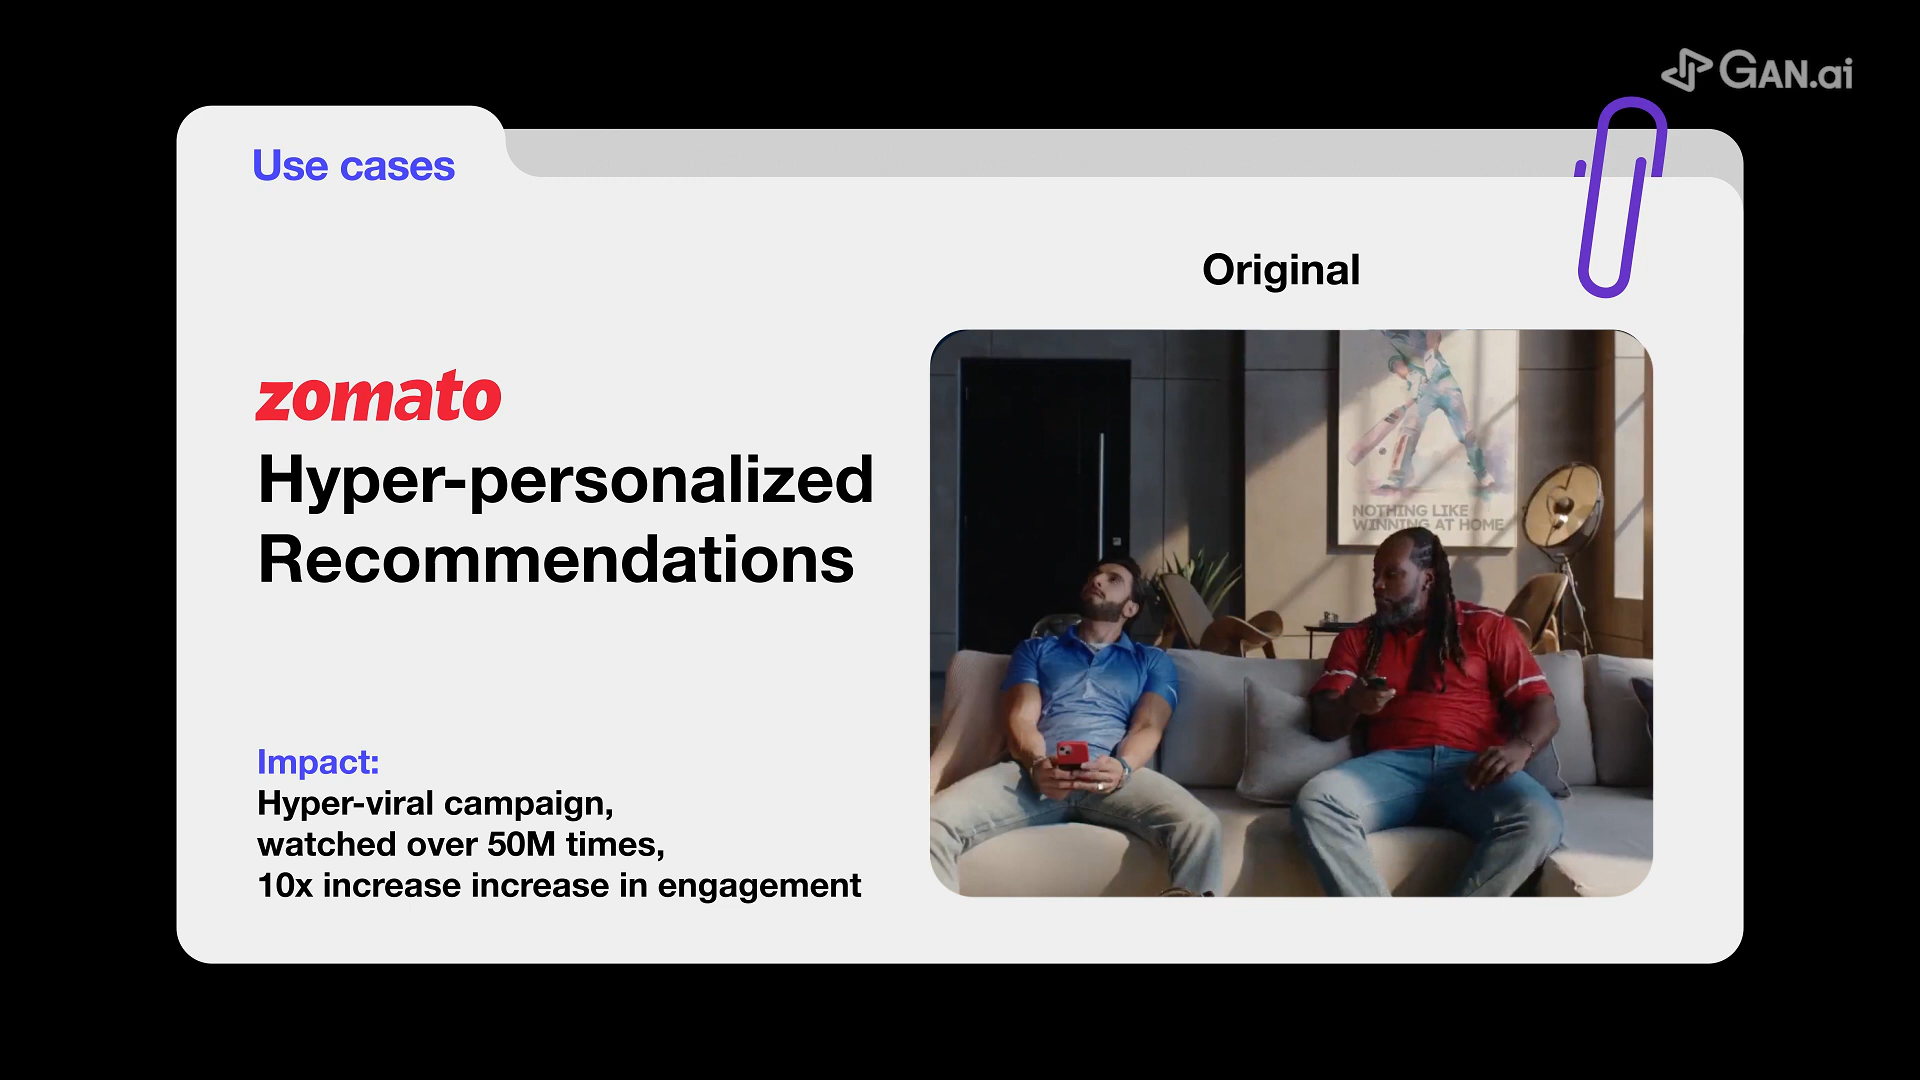 GAN.ai
Use cases
Original
zomato
Hyper-personalized
Recommendations
NOTHING LIKE
WINNING AT HOME
Impact:
Hyper-viral campaign,
watched over 50M times,
10x increase increase in engagement